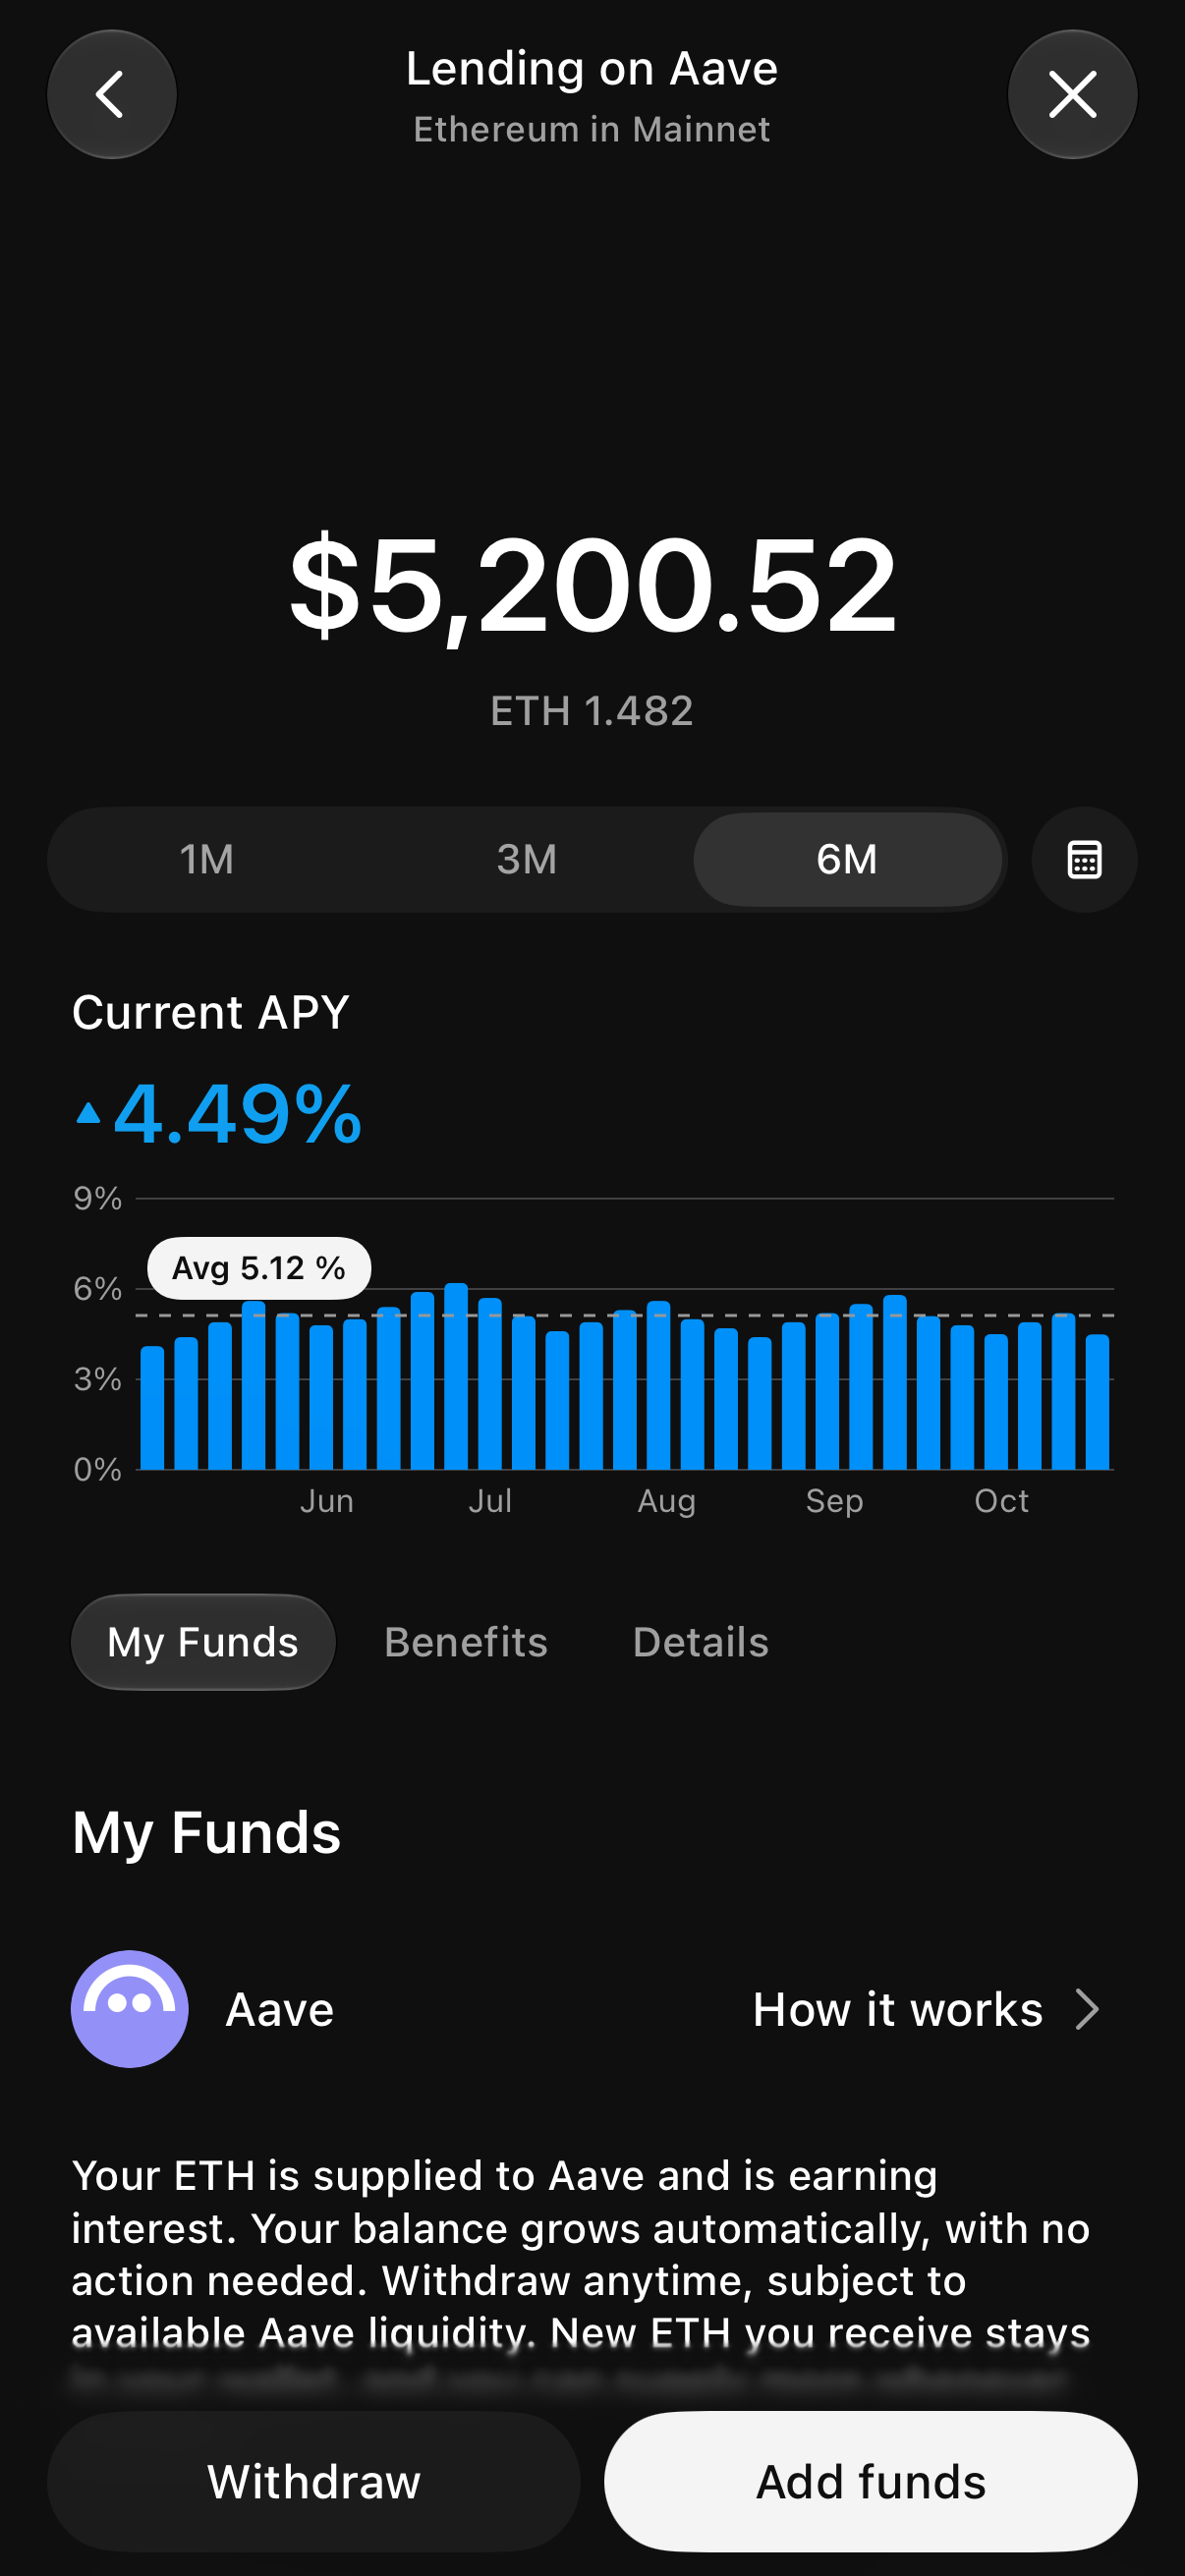 Lending on Aave
Ethereum in Mainnet
$5,200.52
ETH 1.482
1M 3M 6M
Current APY
4.49%
9%
Avg 5.12 %
6%
3%
0%
Jun Jul Aug Sep Oct
My Funds Benefits Details
My Funds
Aave How it works
Your ETH is supplied to Aave and is earning
interest. Your balance grows automatically, with no
action needed. Withdraw anytime, subject to
available Aave liquidity. New ETH you receive stays
Withdraw Add funds